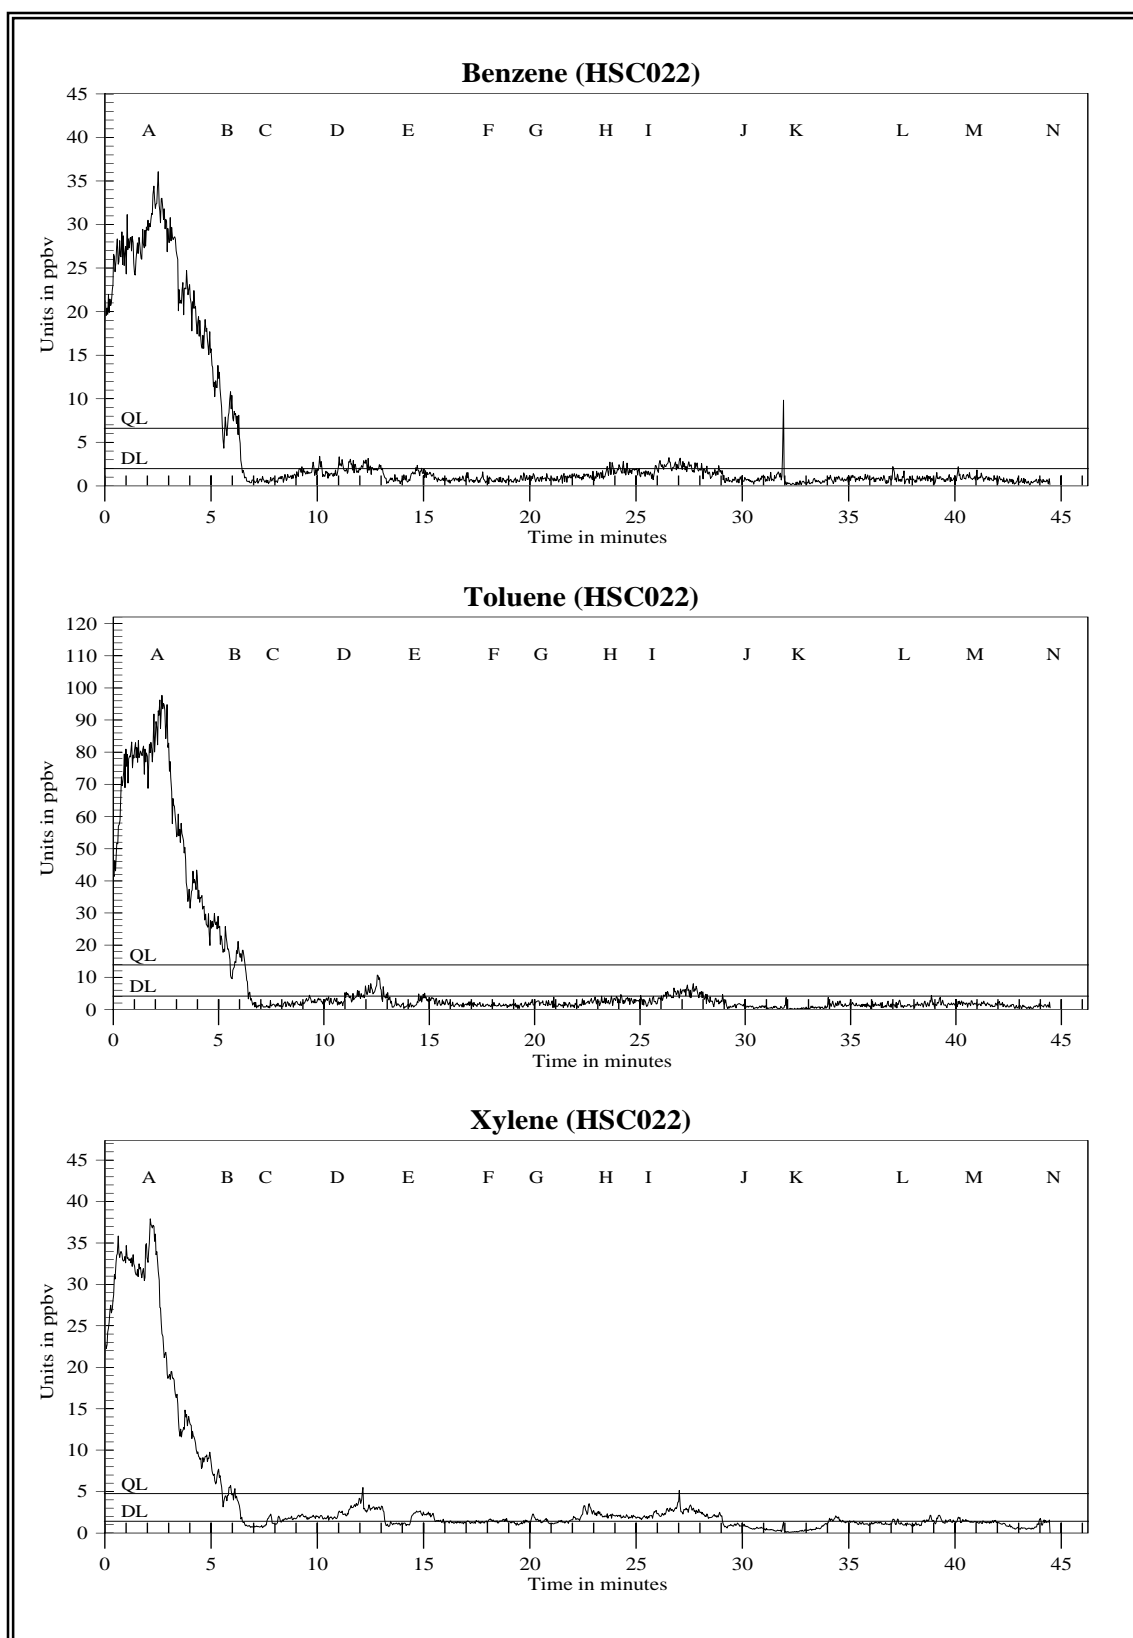 Benzene (HSC022)
45
A B C D E F G H I J K L M N
40
35
30
25
20
15
10
QL
5
DL
0
0 5 10 15 20 25 30 35 40 45
Time in minutes
Units in ppbv
Toluene (HSC022)
120
110
A B C D E F G H I J K L M N
100
90
80
70
60
50
40
30
20
QL
10
DL
0
0 5 10 15 20 25 30 35 40 45
Time in minutes
Units in ppbv
Xylene (HSC022)
45
A B C D E F G H I J K L M N
40
35
30
25
20
15
10
QL
5
DL
0
0 5 10 15 20 25 30 35 40 45
Time in minutes
Units in ppbv